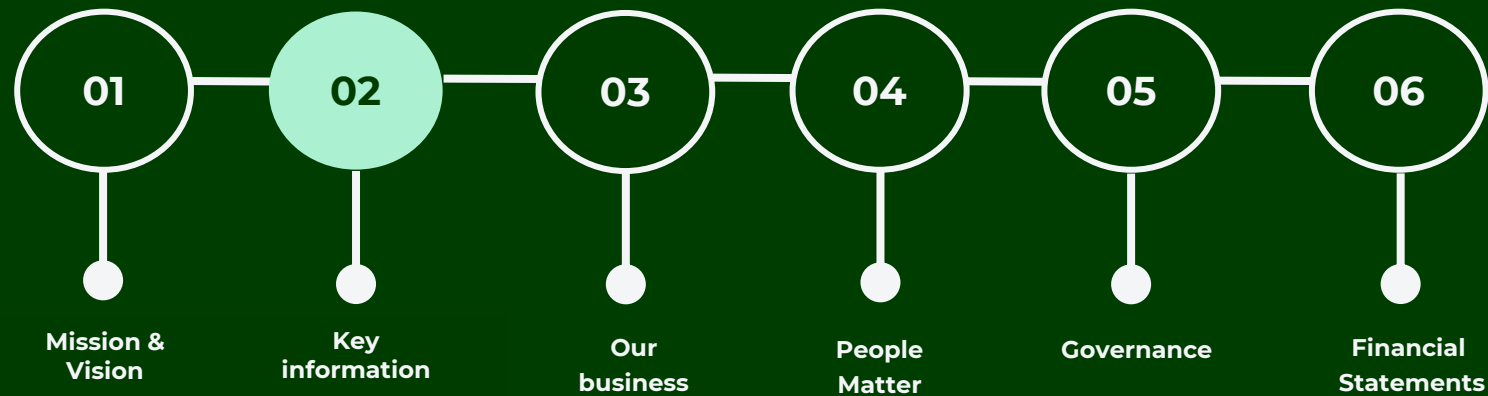 01
02
03
04
05
06
Mission &
Vision
Key
information
Our
business
People
Matter
Governance
Financial
Statements